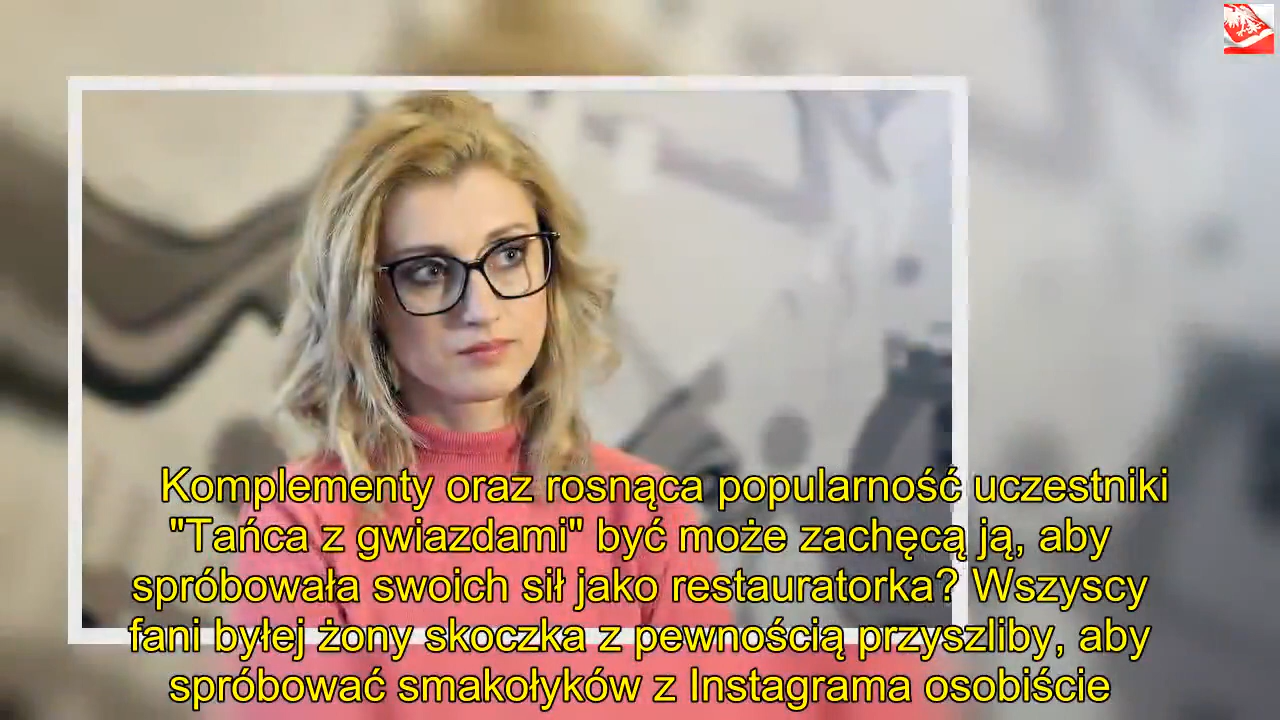 Komplementy oraz rosnąca popularność uczestniki
"Tańca z gwiazdami" być może zachęcą ją, aby
spróbowała swoich sił jako restauratorka? Wszyscy
fani byłej żony skoczka z pewnością przyszliby, aby
spróbować smakołyków z Instagrama osobiście